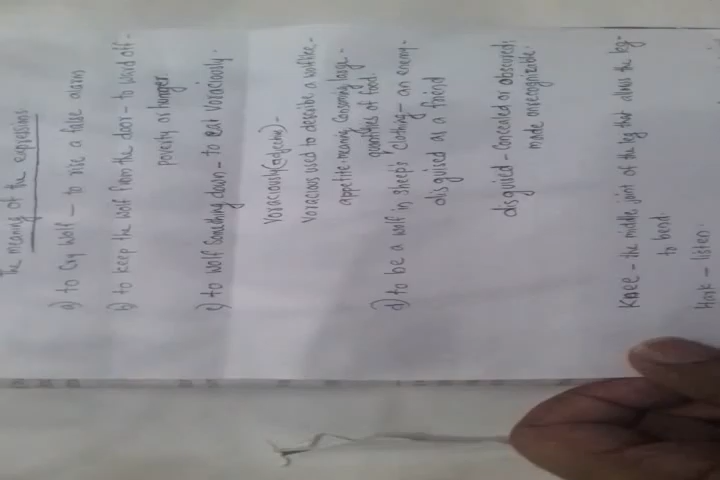 The meaning of the expressions
a) to cry wolf – to rise a false alarm
b) to keep the wolf from the door – to ward off –
poverty or hunger
c) to wolf something down – to eat voraciously.
voraciously (adjective) –
voracious used to describe a wolflike –
appetite – meaning consuming large –
quantities of food.
d) to be a wolf in sheep's clothing – an enemy –
disguised as a friend
disguised – concealed or obscured;
made unrecognizable.
Knee – the middle joint of the leg that allows the leg –
to bend.
Hark – listen.